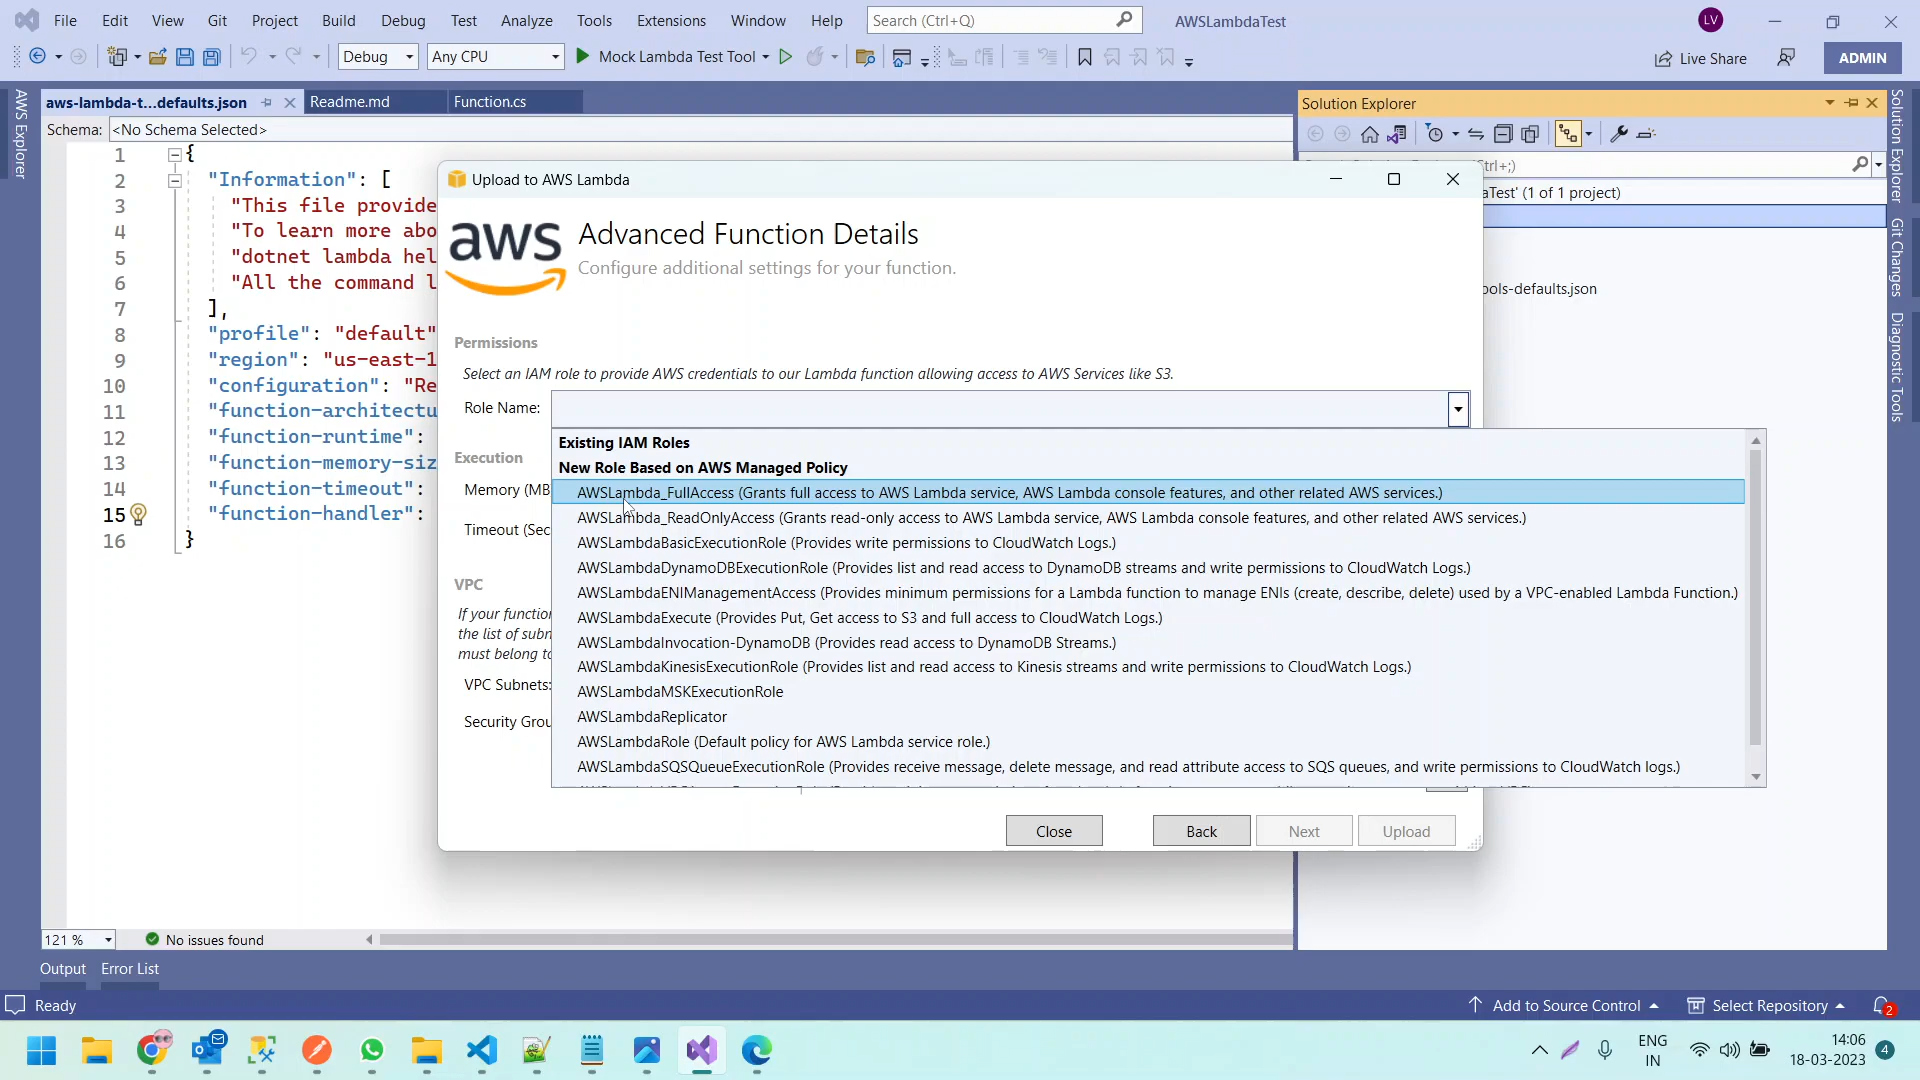 File Edit View Git Project Build Debug Test Analyze Tools Extensions Window Help Search (Ctrl+Q) AWSLambdaTest LV
Debug Any CPU Mock Lambda Test Tool Live Share ADMIN
AWS Explorer
aws-lambda-t...defaults.json Readme.md Function.cs
Schema: <No Schema Selected>
1 {
2 "Information": [
3 "This file provide
4 "To learn more abo
5 "dotnet lambda hel
6 "All the command l
7 ],
8 "profile": "default"
9 "region": "us-east-1
10 "configuration": "Re
11 "function-architectu
12 "function-runtime":
13 "function-memory-siz
14 "function-timeout":
15 "function-handler":
16 }
Upload to AWS Lambda
aws
Advanced Function Details
Configure additional settings for your function.
Permissions
Select an IAM role to provide AWS credentials to our Lambda function allowing access to AWS Services like S3.
Role Name:
Existing IAM Roles
New Role Based on AWS Managed Policy
AWSLambda_FullAccess (Grants full access to AWS Lambda service, AWS Lambda console features, and other related AWS services.)
AWSLambda_ReadOnlyAccess (Grants read-only access to AWS Lambda service, AWS Lambda console features, and other related AWS services.)
AWSLambdaBasicExecutionRole (Provides write permissions to CloudWatch Logs.)
AWSLambdaDynamoDBExecutionRole (Provides list and read access to DynamoDB streams and write permissions to CloudWatch Logs.)
AWSLambdaENIManagementAccess (Provides minimum permissions for a Lambda function to manage ENIs (create, describe, delete) used by a VPC-enabled Lambda Function.)
AWSLambdaExecute (Provides Put, Get access to S3 and full access to CloudWatch Logs.)
AWSLambdaInvocation-DynamoDB (Provides read access to DynamoDB Streams.)
AWSLambdaKinesisExecutionRole (Provides list and read access to Kinesis streams and write permissions to CloudWatch Logs.)
AWSLambdaMSKExecutionRole
AWSLambdaReplicator
AWSLambdaRole (Default policy for AWS Lambda service role.)
AWSLambdaSQSQueueExecutionRole (Provides receive message, delete message, and read attribute access to SQS queues, and write permissions to CloudWatch logs.)
Execution
Memory (MB
Timeout (Sec
VPC
If your function
the list of subn
must belong to
VPC Subnets:
Security Grou
Close Back Next Upload
Solution Explorer
trl+;)
aTest' (1 of 1 project)
ools-defaults.json
Solution Explorer
Git Changes
Diagnostic Tools
121 % No issues found
Output Error List
Ready Add to Source Control Select Repository 2
ENG
IN
14:06
18-03-2023
4